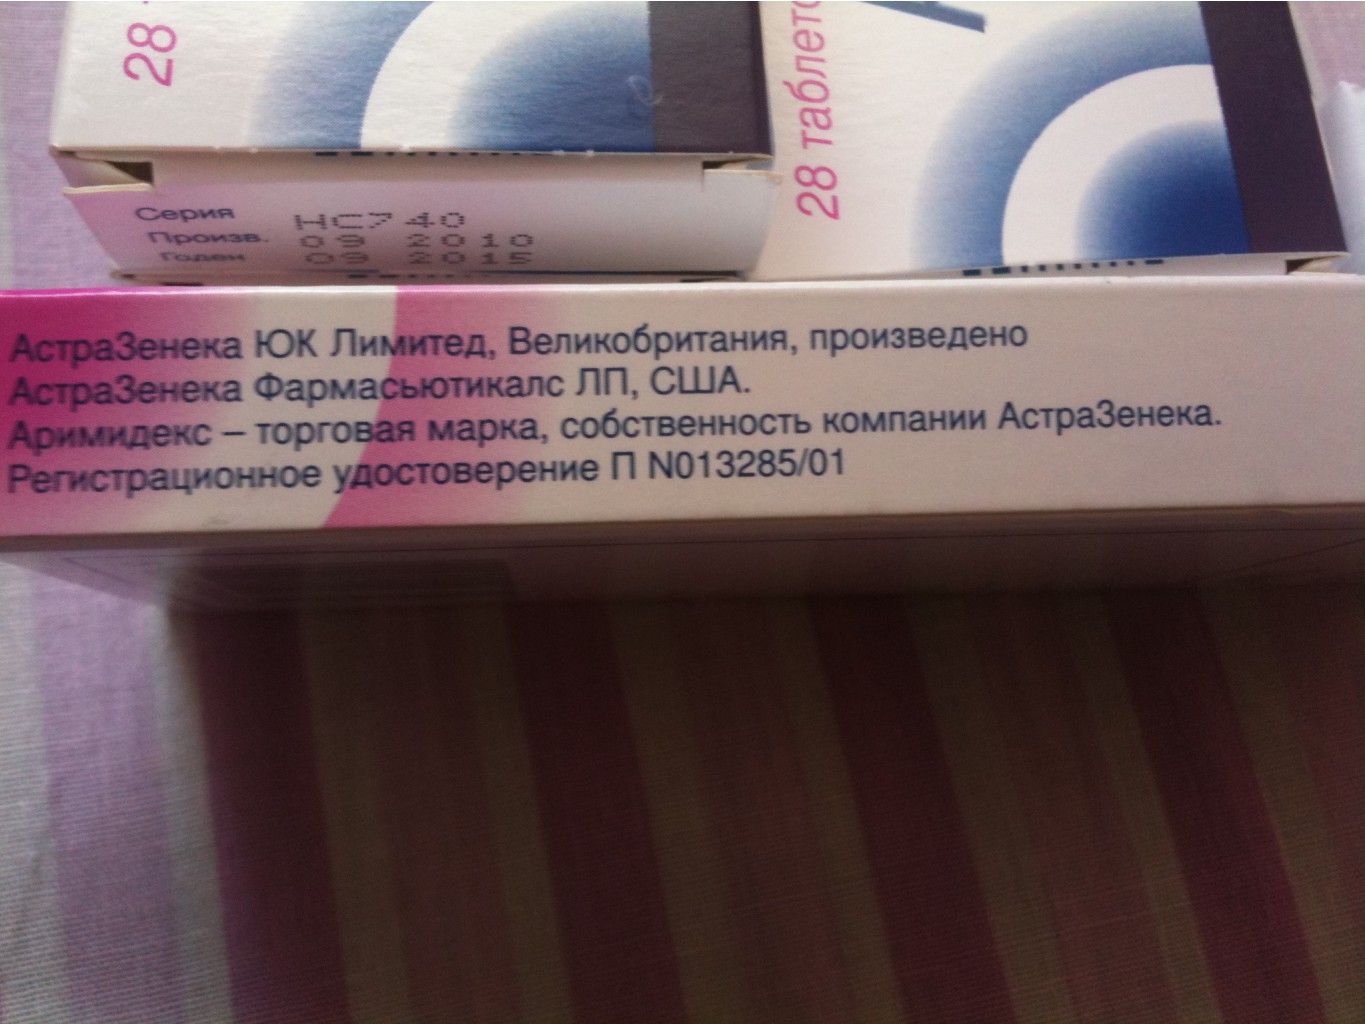 28
28 таблето
Серия HC740
Произв. 09 2010
Годен 09 2015
АстраЗенека ЮК Лимитед, Великобритания, произведено
АстраЗенека Фармасьютикалс ЛП, США.
Аримидекс – торговая марка, собственность компании АстраЗенека.
Регистрационное удостоверение П N013285/01